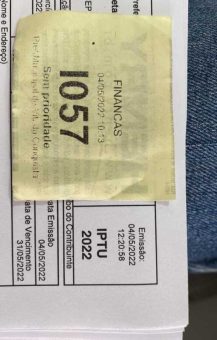 FINANCAS
04/05/2022 10:13
1057
Sem prioridade
Emissão:
04/05/2022
12:20:58
IPTU
2022
do Contribuinte
ata Emissão
04/05/2022
ata de Vencimento
31/05/2022
ome e Endereço)